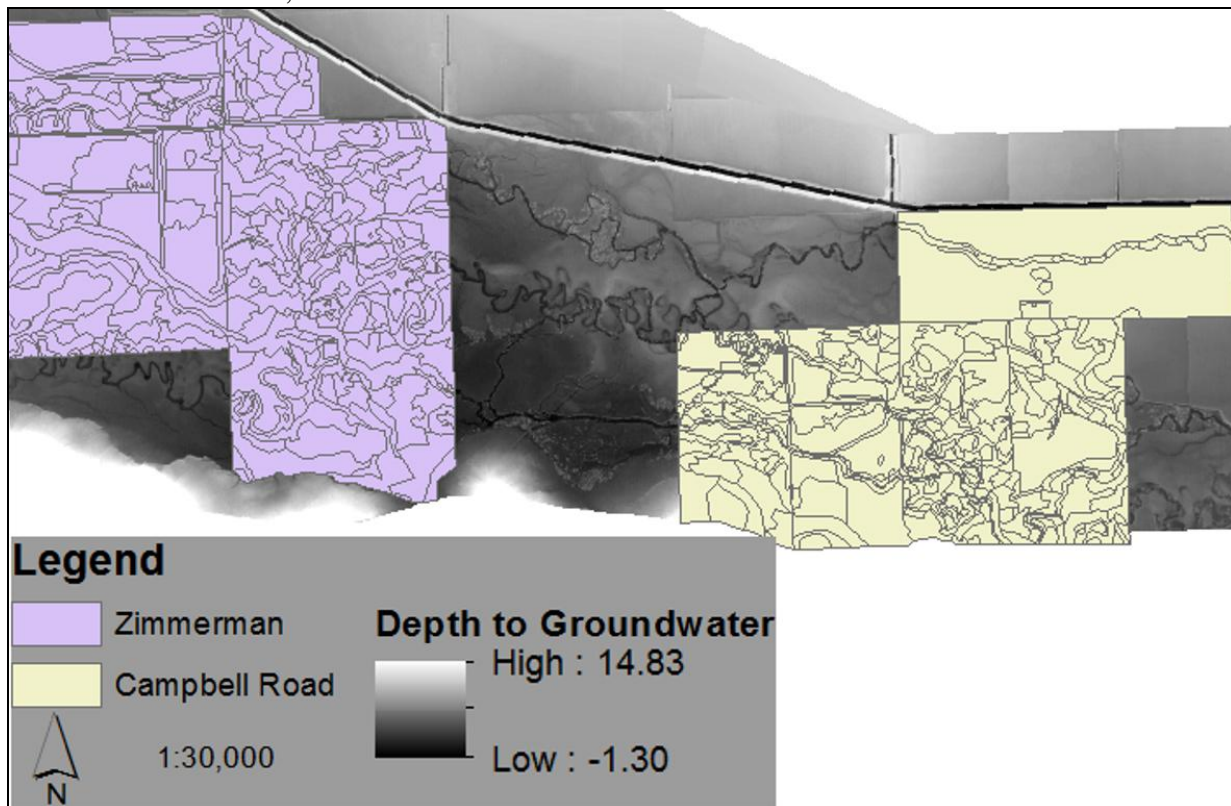 Legend
Zimmerman
Campbell Road
N
1:30,000
Depth to Groundwater
High : 14.83
Low : -1.30